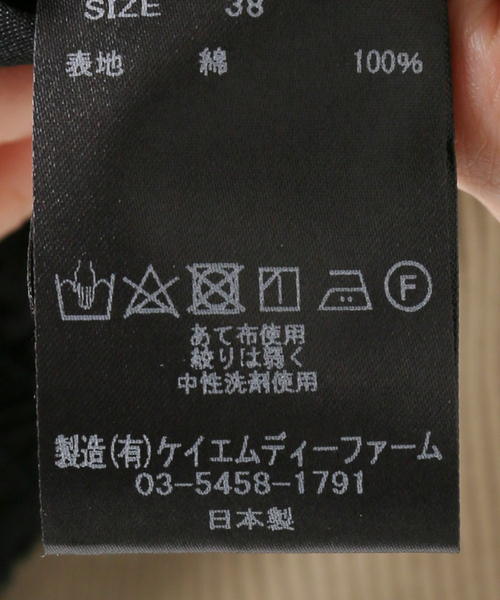 SIZE 38
表地 綿 100%
F
あて布使用
絞りは弱く
中性洗剤使用
製造(有)ケイエムディーファーム
03-5458-1791
日本製